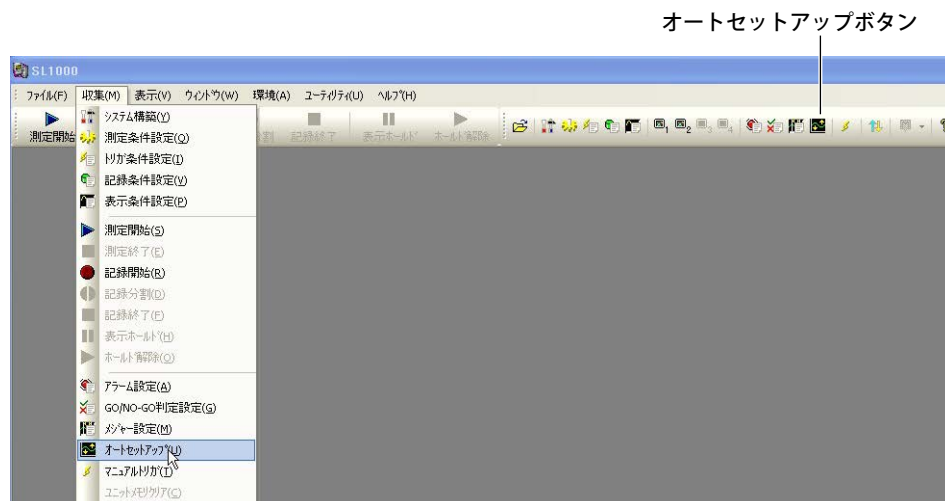 オートセットアップボタン
SL1000
ファイル(F) 収集(M) 表示(V) ウィンドウ(W) 環境(A) ユーティリティ(U) ヘルプ(H)
測定開始 記録終了 表示ホールド ホールド解除
システム構築(Y)
測定条件設定(Q)
トリガ条件設定(I)
記録条件設定(V)
表示条件設定(P)
測定開始(S)
測定終了(E)
記録開始(R)
記録分割(D)
記録終了(F)
表示ホールド(H)
ホールド解除(O)
アラーム設定(A)
GO/NO-GO判定設定(G)
メジャー設定(M)
オートセットアップ(U)
マニュアルトリガ(T)
ユニットメモリクリア(C)